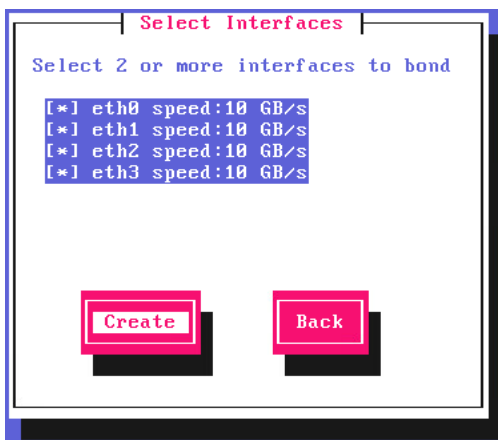 Select Interfaces
Select 2 or more interfaces to bond
[*] eth0 speed:10 GB/s
[*] eth1 speed:10 GB/s
[*] eth2 speed:10 GB/s
[*] eth3 speed:10 GB/s
Create Back